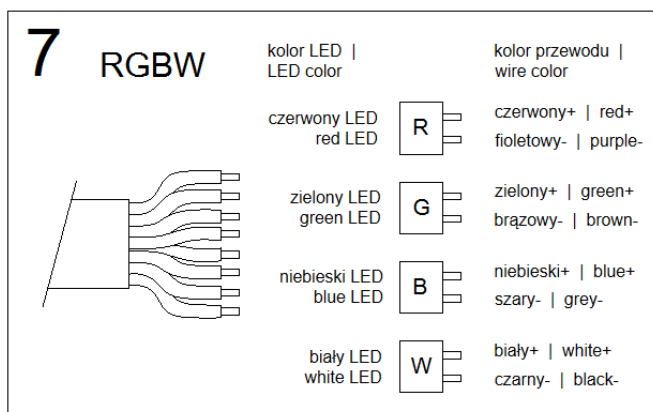 7 RGBW
kolor LED |
LED color
kolor przewodu |
wire color
czerwony LED
red LED
R
czerwony+ | red+
fioletowy- | purple-
zielony LED
green LED
G
zielony+ | green+
brązowy- | brown-
niebieski LED
blue LED
B
niebieski+ | blue+
szary- | grey-
biały LED
white LED
W
biały+ | white+
czarny- | black-